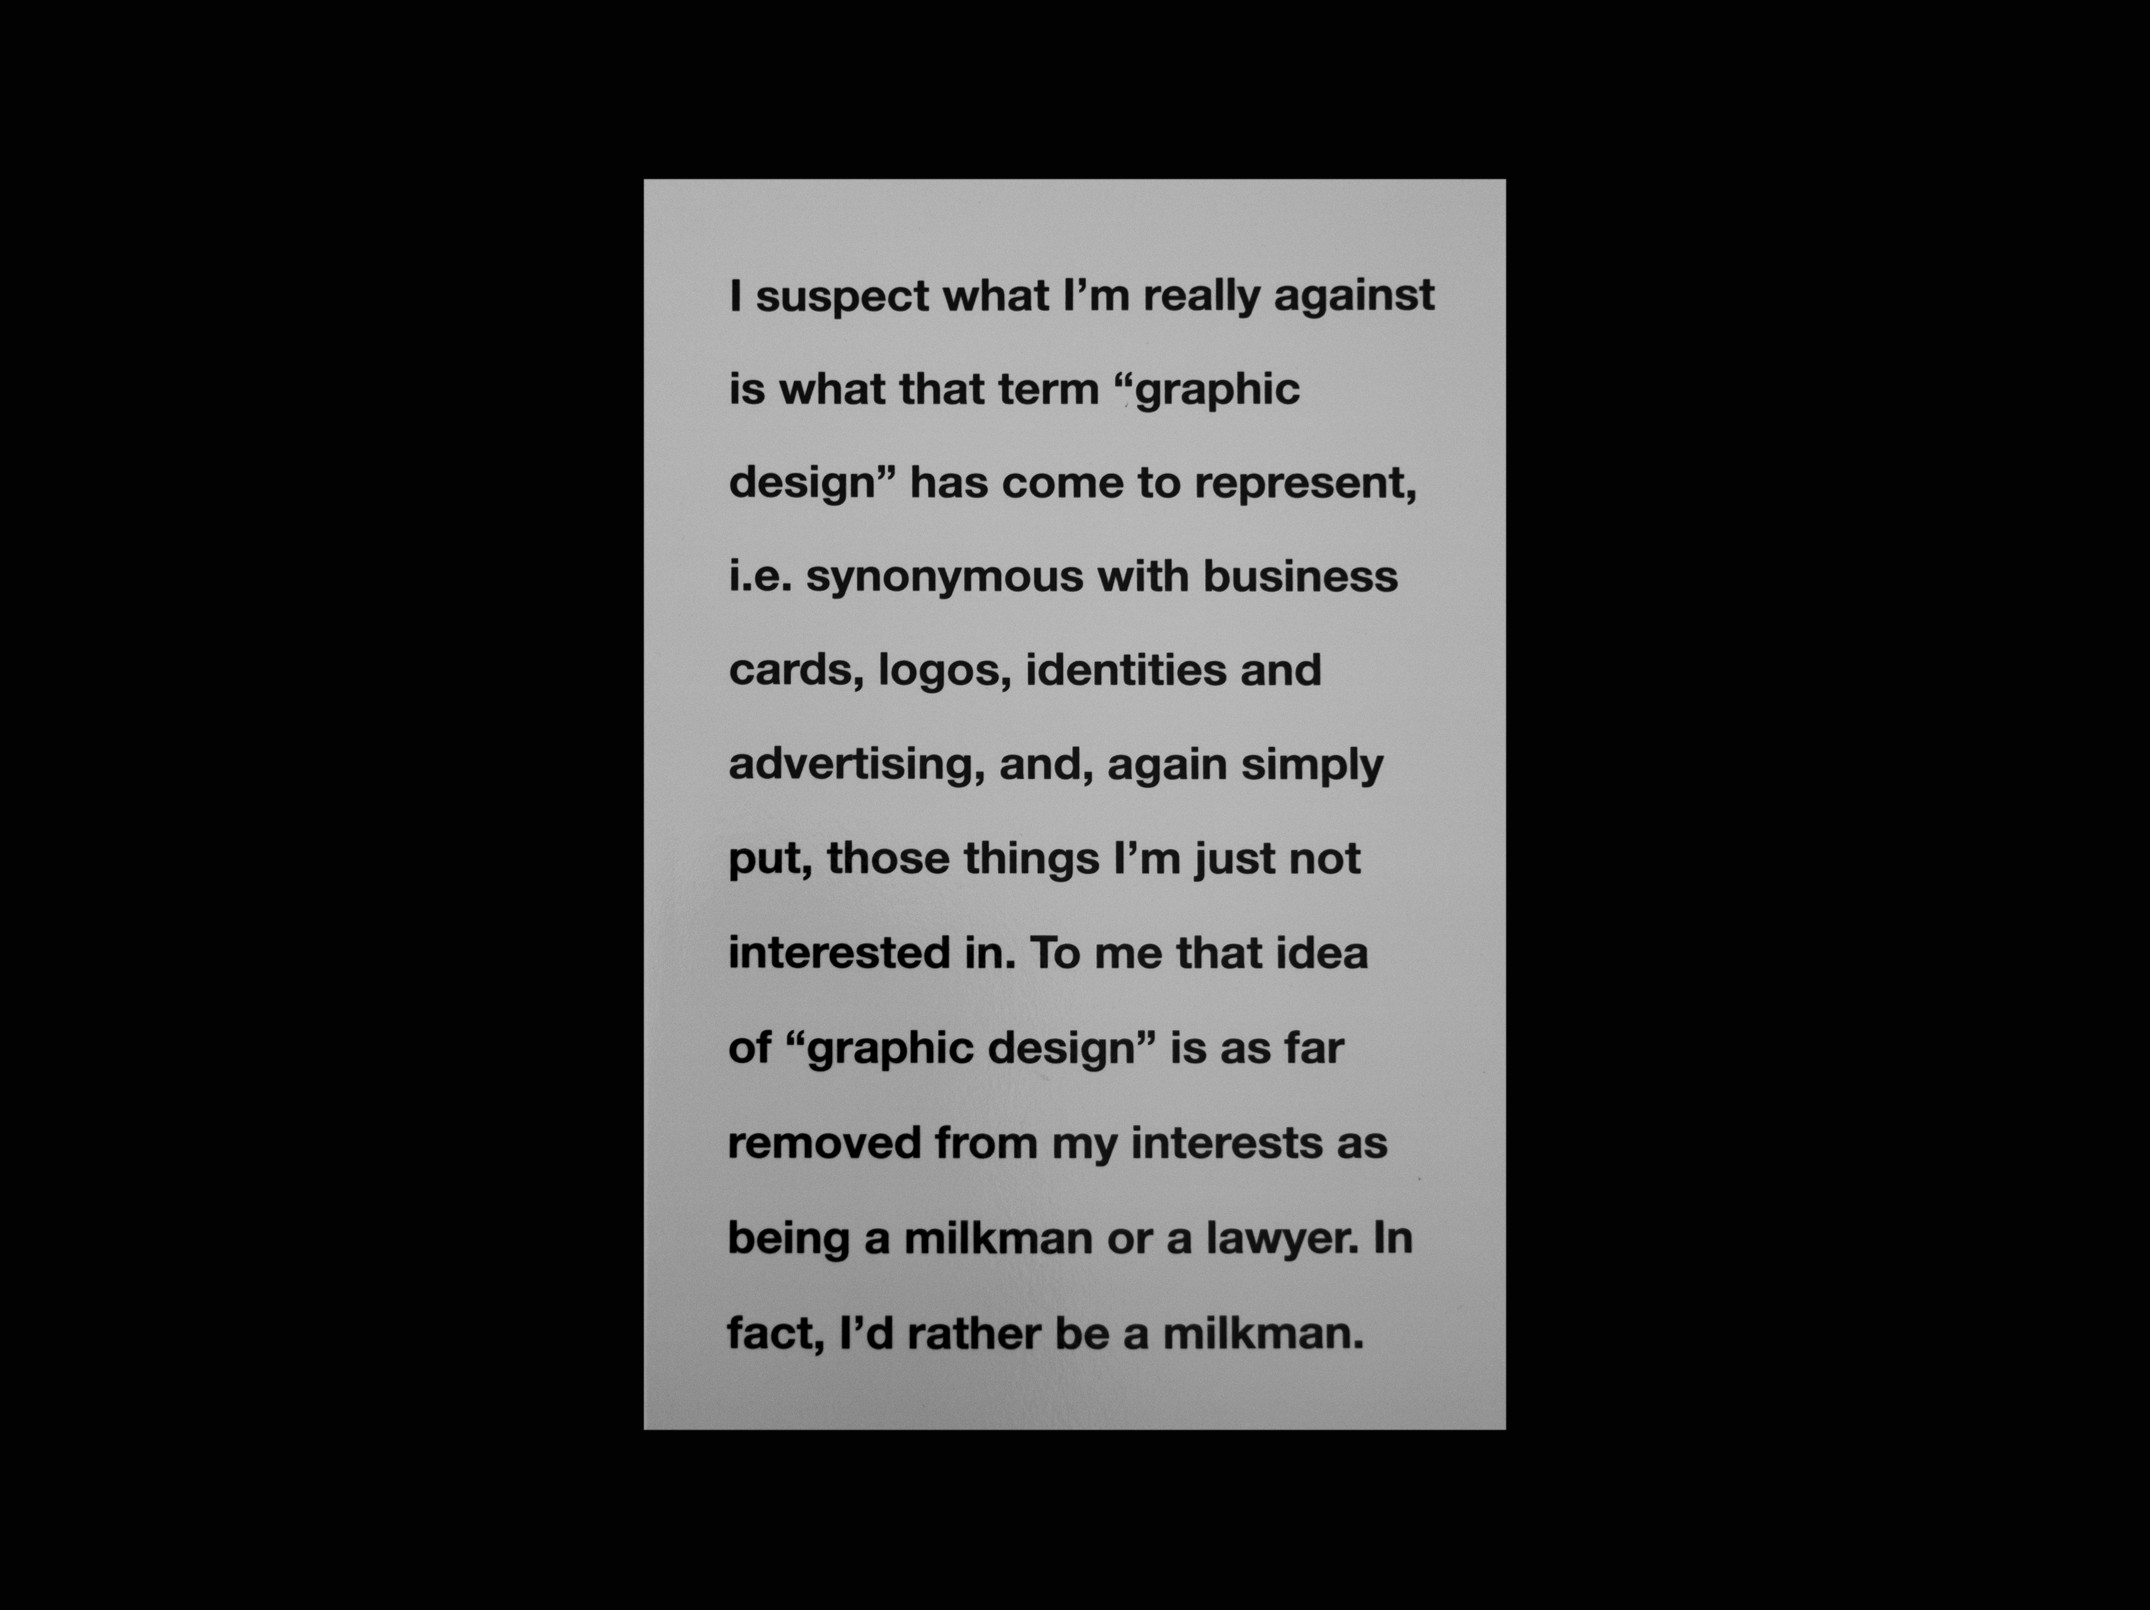 I suspect what I’m really against
is what that term “graphic
design” has come to represent,
i.e. synonymous with business
cards, logos, identities and
advertising, and, again simply
put, those things I’m just not
interested in. To me that idea
of “graphic design” is as far
removed from my interests as
being a milkman or a lawyer. In
fact, I’d rather be a milkman.